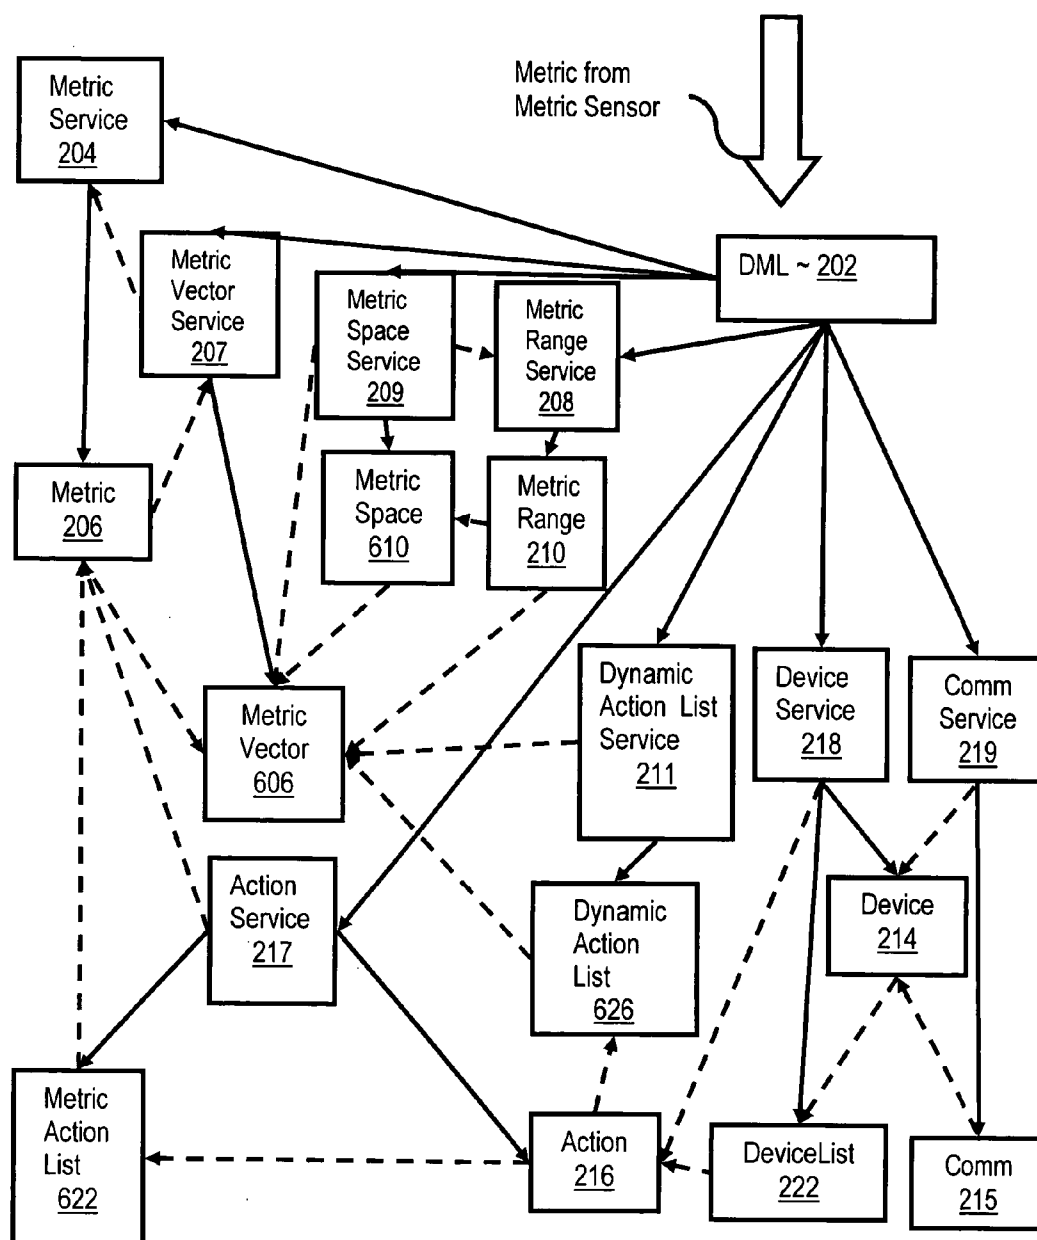 Metric
Service
204
Metric from
Metric Sensor
Metric
Vector
Service
207
DML ~ 202
Metric
Space
Service
209
Metric
Range
Service
208
Metric
206
Metric
Space
610
Metric
Range
210
Dynamic
Action List
Service
211
Device
Service
218
Comm
Service
219
Metric
Vector
606
Action
Service
217
Dynamic
Action
List
626
Device
214
Metric
Action
List
622
Action
216
DeviceList
222
Comm
215